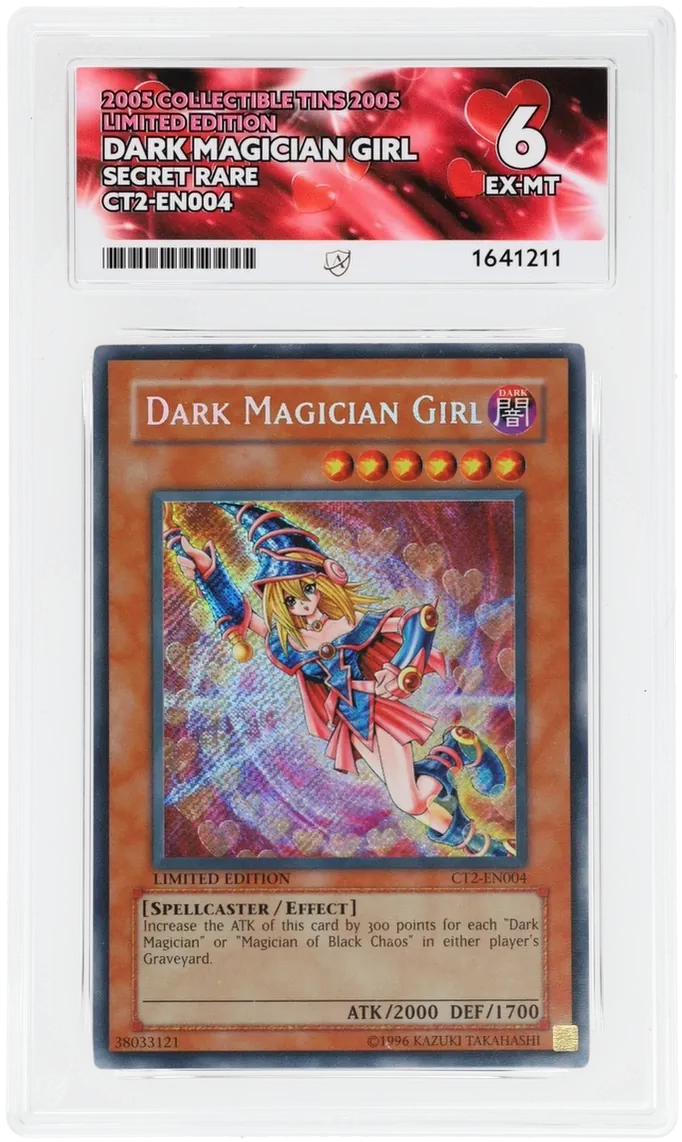 2005 COLLECTIBLE TINS 2005
LIMITED EDITION
DARK MAGICIAN GIRL
SECRET RARE
CT2-EN004
6
EX-MT
A
1641211
DARK MAGICIAN GIRL
DARK
闇
LIMITED EDITION CT2-EN004
[SPELLCASTER / EFFECT]
Increase the ATK of this card by 300 points for each "Dark
Magician" or "Magician of Black Chaos" in either player's
Graveyard.
ATK/2000 DEF/1700
38033121 ©1996 KAZUKI TAKAHASHI